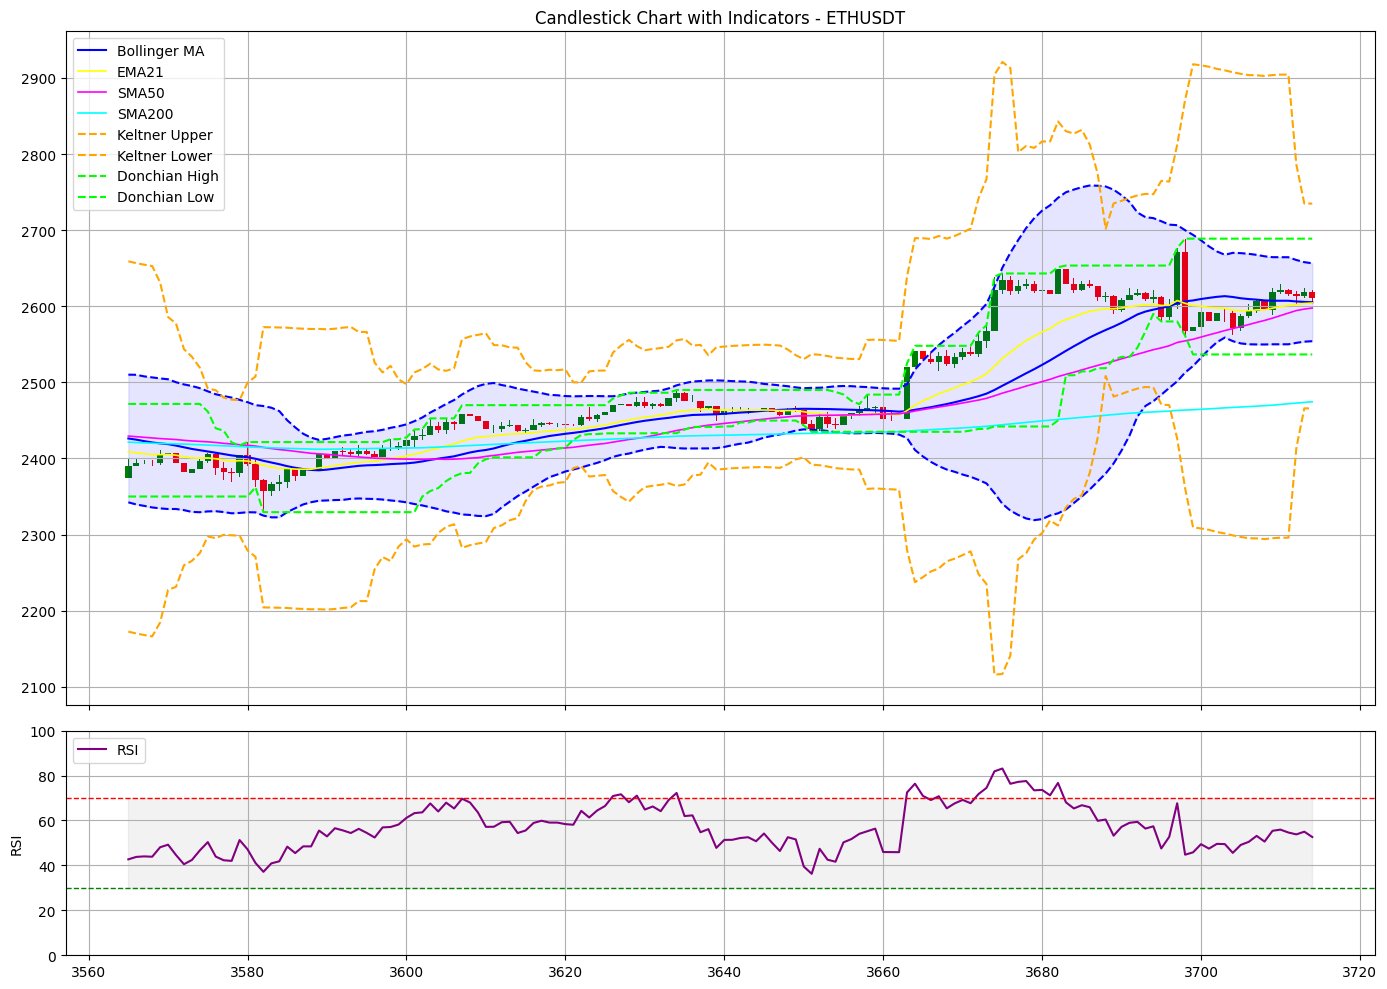 Candlestick Chart with Indicators - ETHUSDT
Bollinger MA
EMA21
SMA50
SMA200
Keltner Upper
Keltner Lower
Donchian High
Donchian Low
2900
2800
2700
2600
2500
2400
2300
2200
2100
RSI
100
80
60
40
20
0
RSI
3560 3580 3600 3620 3640 3660 3680 3700 3720